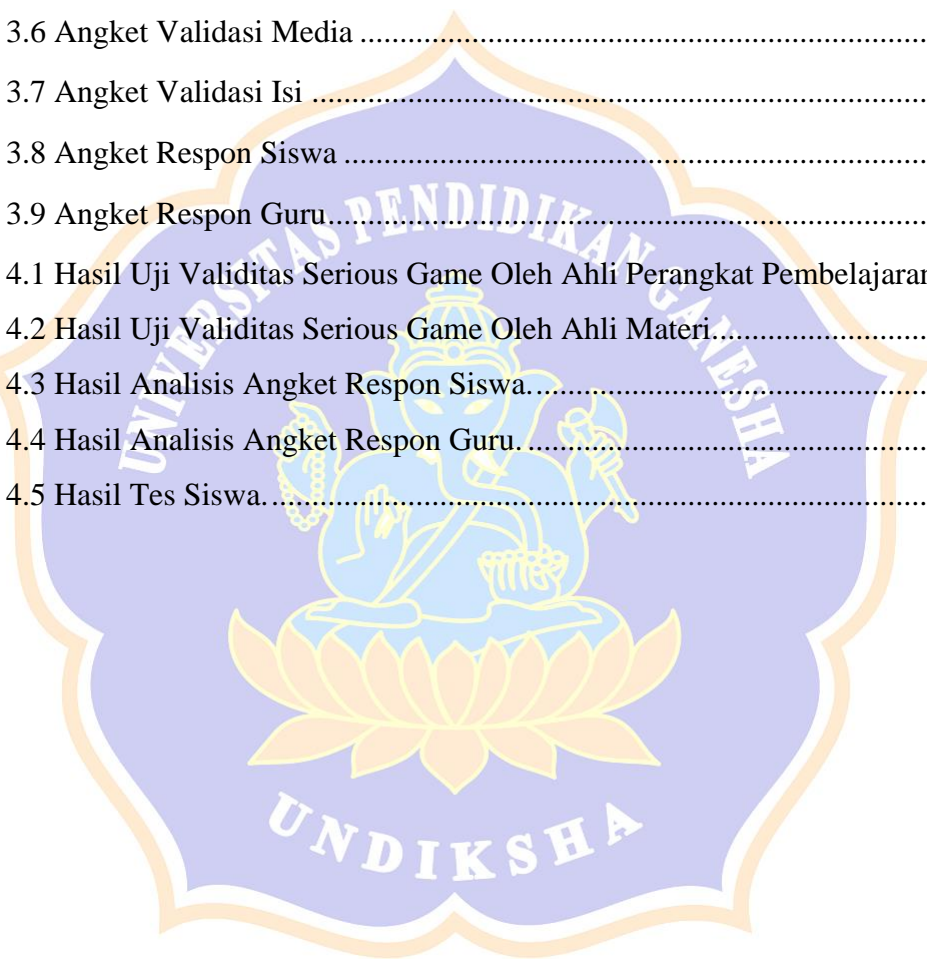 3.6 Angket Validasi Media ........................................................................
3.7 Angket Validasi Isi ..............................................................................
3.8 Angket Respon Siswa ..........................................................................
3.9 Angket Respon Guru............................................................................
4.1 Hasil Uji Validitas Serious Game Oleh Ahli Perangkat Pembelajaran
4.2 Hasil Uji Validitas Serious Game Oleh Ahli Materi...........................
4.3 Hasil Analisis Angket Respon Siswa..................................................
4.4 Hasil Analisis Angket Respon Guru...................................................
4.5 Hasil Tes Siswa...................................................................................
UNIVERSITAS PENDIDIKAN GANESHA
UNDIKSHA